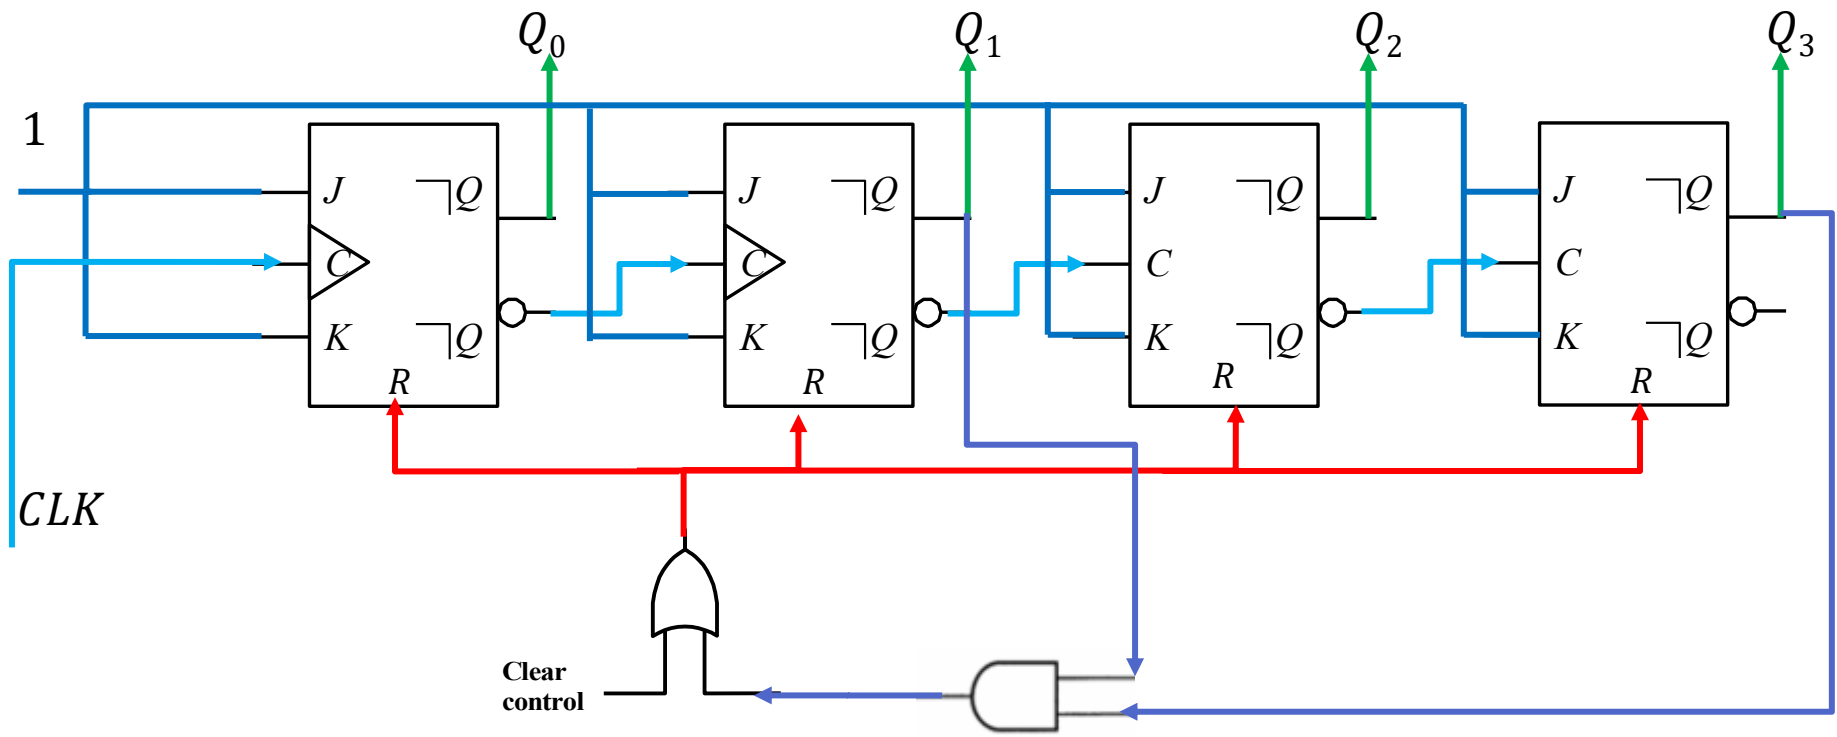 Q₀ Q₁ Q₂ Q₃
1
J ¬Q J ¬Q J ¬Q J ¬Q
C C C C
K ¬Q K ¬Q K ¬Q K ¬Q
R R R R
CLK
Clear
control